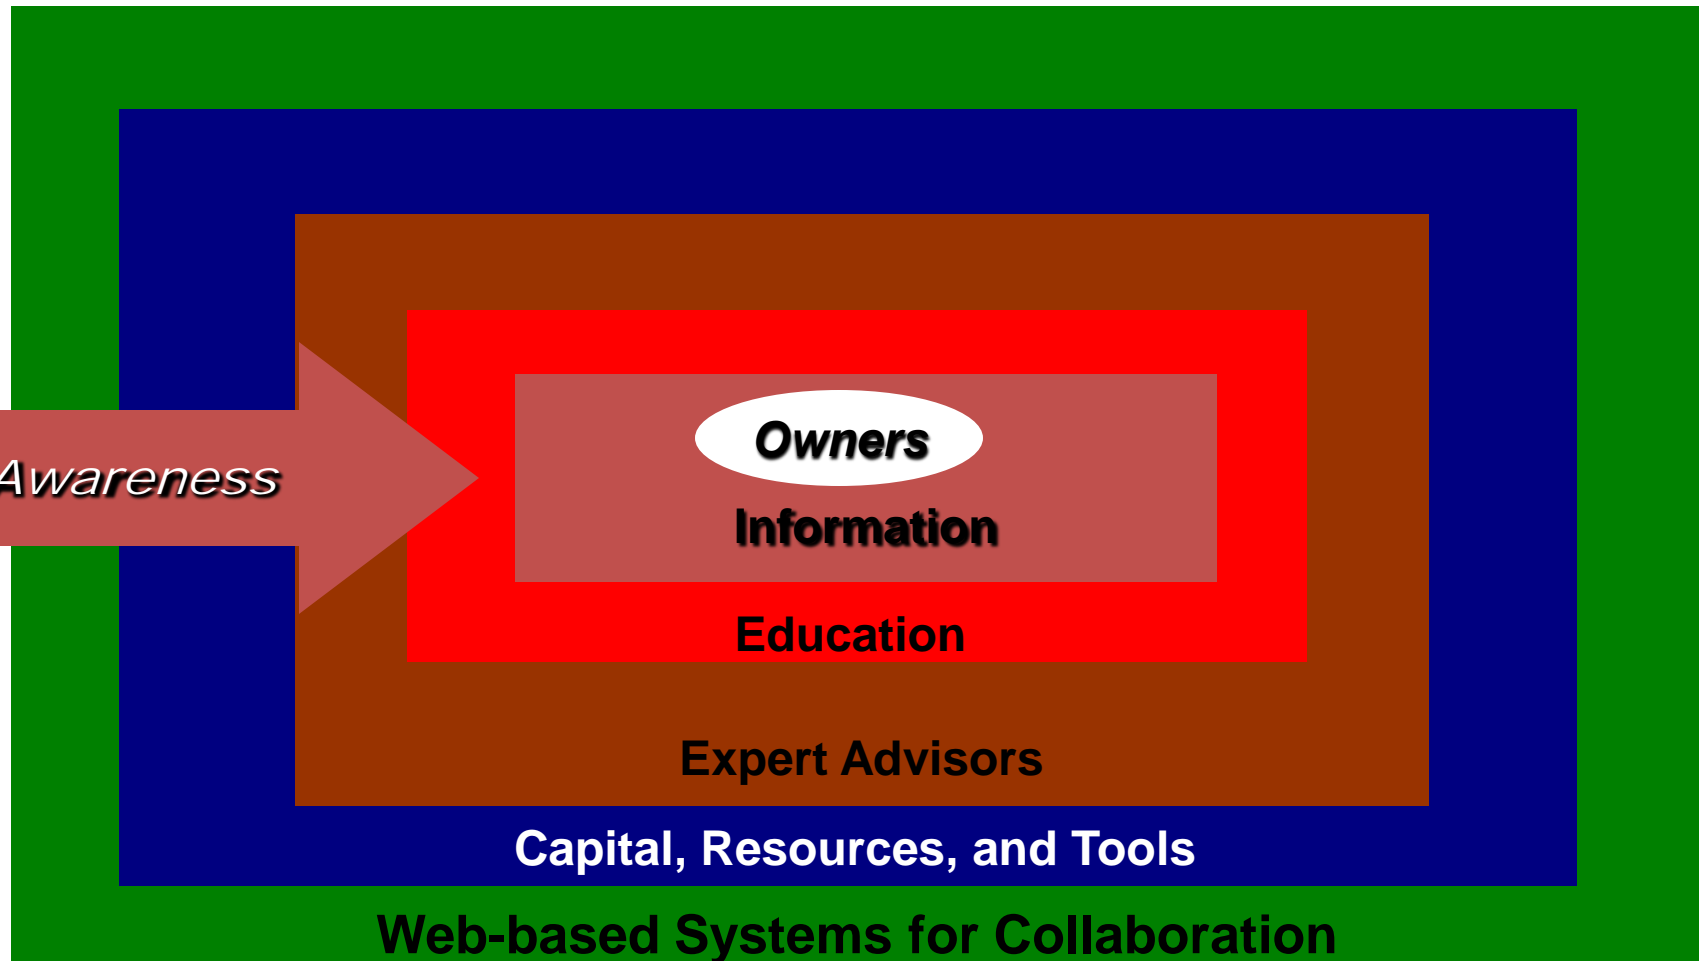 Owners
Awareness
Information
Education
Expert Advisors
Capital, Resources, and Tools
Web-based Systems for Collaboration